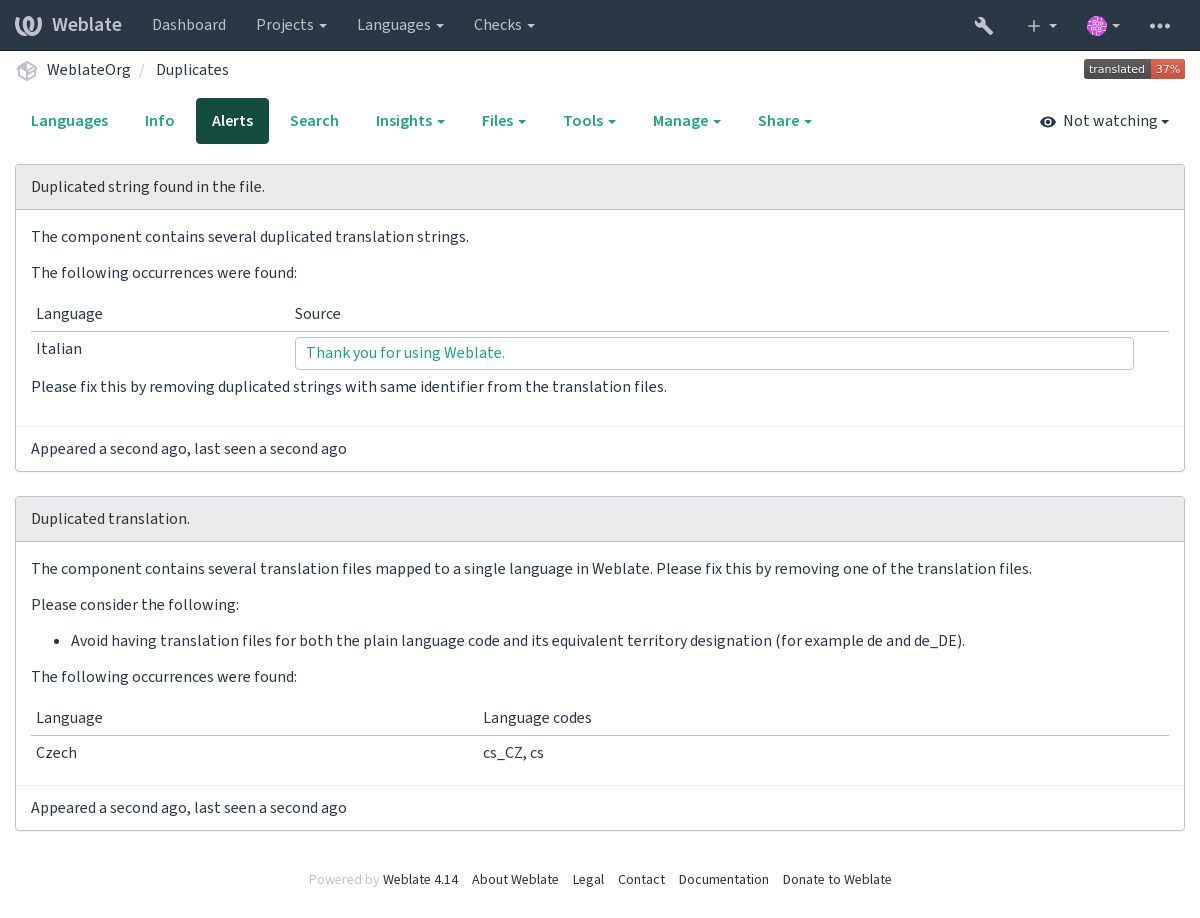 Weblate Dashboard Projects Languages Checks
WeblateOrg / Duplicates translated 37%
Languages Info Alerts Search Insights Files Tools Manage Share Not watching
Duplicated string found in the file.
The component contains several duplicated translation strings.
The following occurrences were found:
Language Source
Italian Thank you for using Weblate.
Please fix this by removing duplicated strings with same identifier from the translation files.
Appeared a second ago, last seen a second ago
Duplicated translation.
The component contains several translation files mapped to a single language in Weblate. Please fix this by removing one of the translation files.
Please consider the following:
• Avoid having translation files for both the plain language code and its equivalent territory designation (for example de and de_DE).
The following occurrences were found:
Language Language codes
Czech cs_CZ, cs
Appeared a second ago, last seen a second ago
Powered by Weblate 4.14 About Weblate Legal Contact Documentation Donate to Weblate